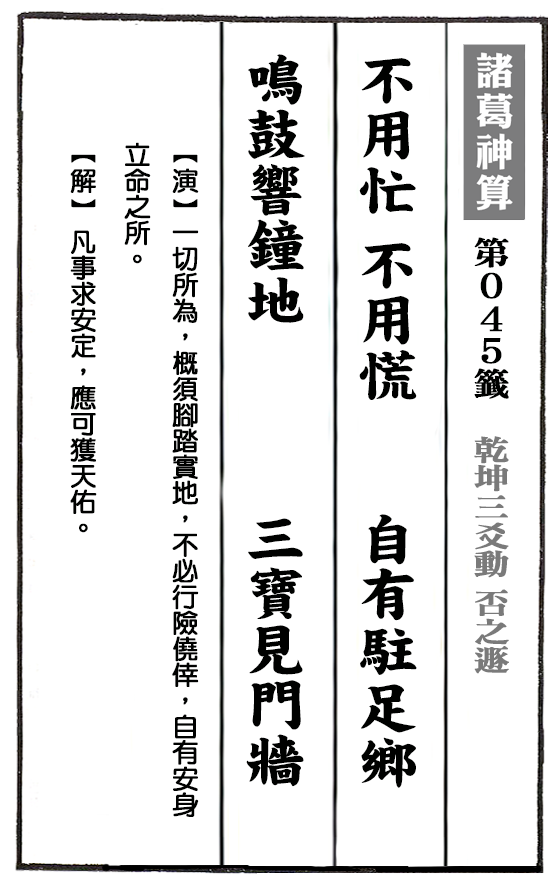 諸葛神算 第045籤 乾坤三爻動 否之遯
不用忙 不用慌 自有駐足鄉
鳴鼓響鐘地 三寶見門牆
【演】一切所為，概須腳踏實地，不必行險僥倖，自有安身
立命之所。
【解】凡事求安定，應可獲天佑。